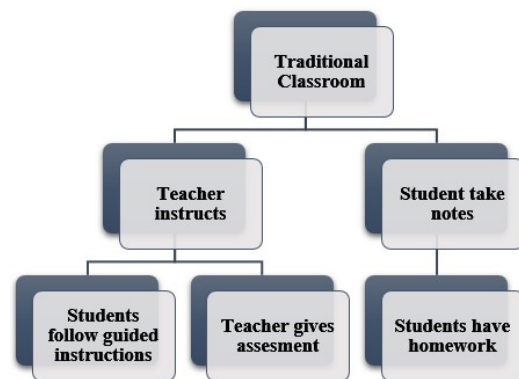 Traditional
Classroom
Teacher
instructs
Student take
notes
Students
follow guided
instructions
Teacher gives
assesment
Students have
homework